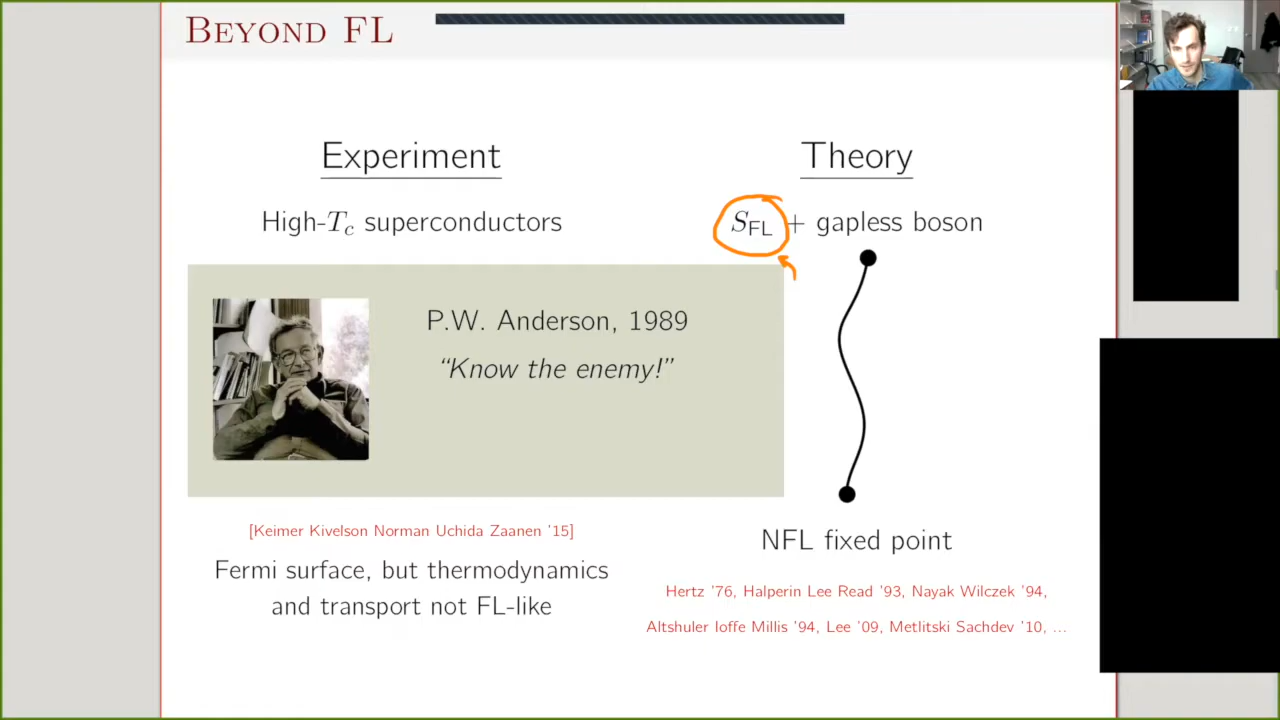 BEYOND FL
Experiment
High-T_c superconductors
P.W. Anderson, 1989
“Know the enemy!”
[Keimer Kivelson Norman Uchida Zaanen ’15]
Fermi surface, but thermodynamics
and transport not FL-like
Theory
S_FL + gapless boson
NFL fixed point
Hertz ’76, Halperin Lee Read ’93, Nayak Wilczek ’94,
Altshuler Ioffe Millis ’94, Lee ’09, Metlitski Sachdev ’10, ...